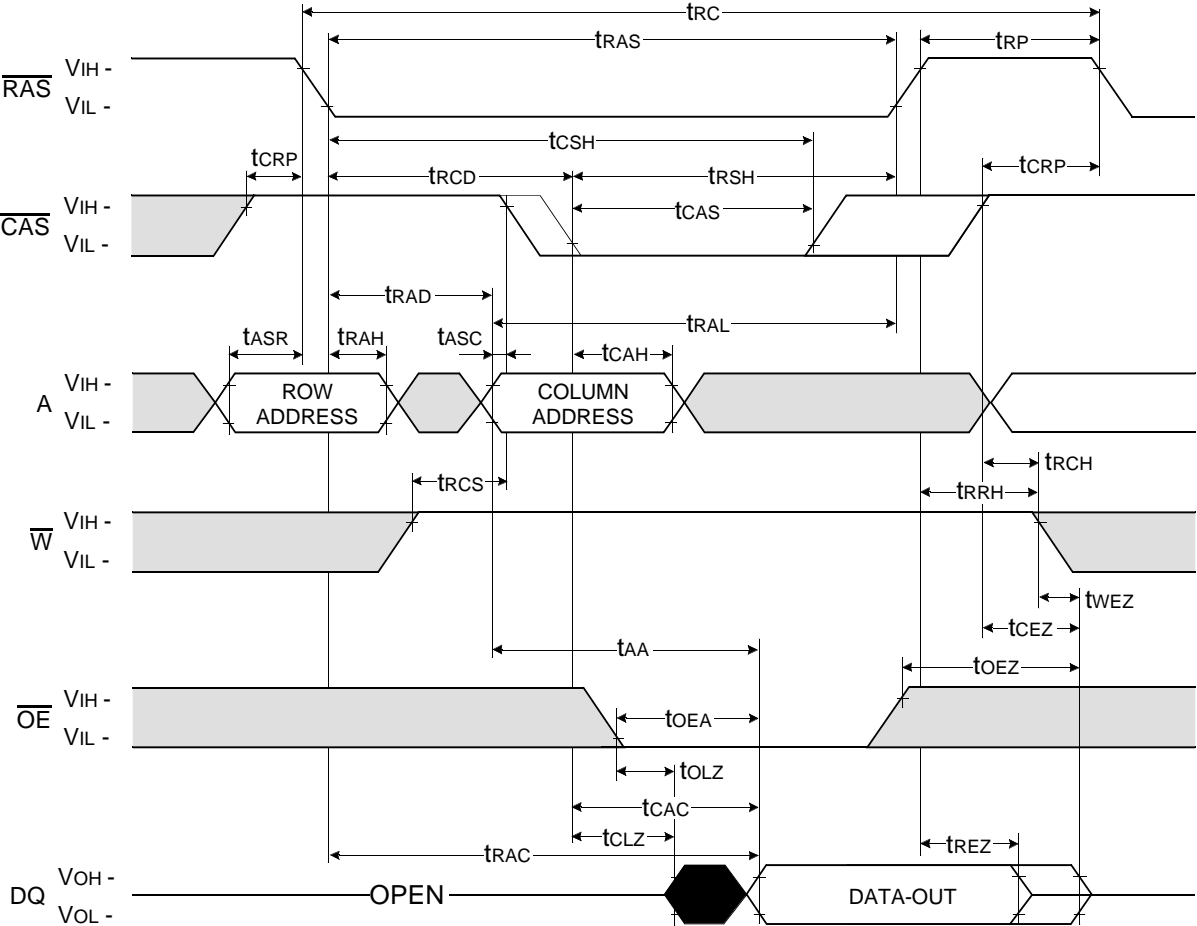 tRC
tRAS
tRP
RAS
VIH -
VIL -
tCSH
tCRP
tRCD
tRSH
tCRP
CAS
VIH -
VIL -
tCAS
tRAD
tRAL
tASR
tRAH
tASC
tCAH
A
VIH -
VIL -
ROW
ADDRESS
COLUMN
ADDRESS
tRCH
tRCS
tRRH
W
VIH -
VIL -
tWEZ
tCEZ
tAA
tOEZ
OE
VIH -
VIL -
tOEA
tOLZ
tCAC
tCLZ
tREZ
tRAC
DQ
VOH -
VOL -
OPEN
DATA-OUT